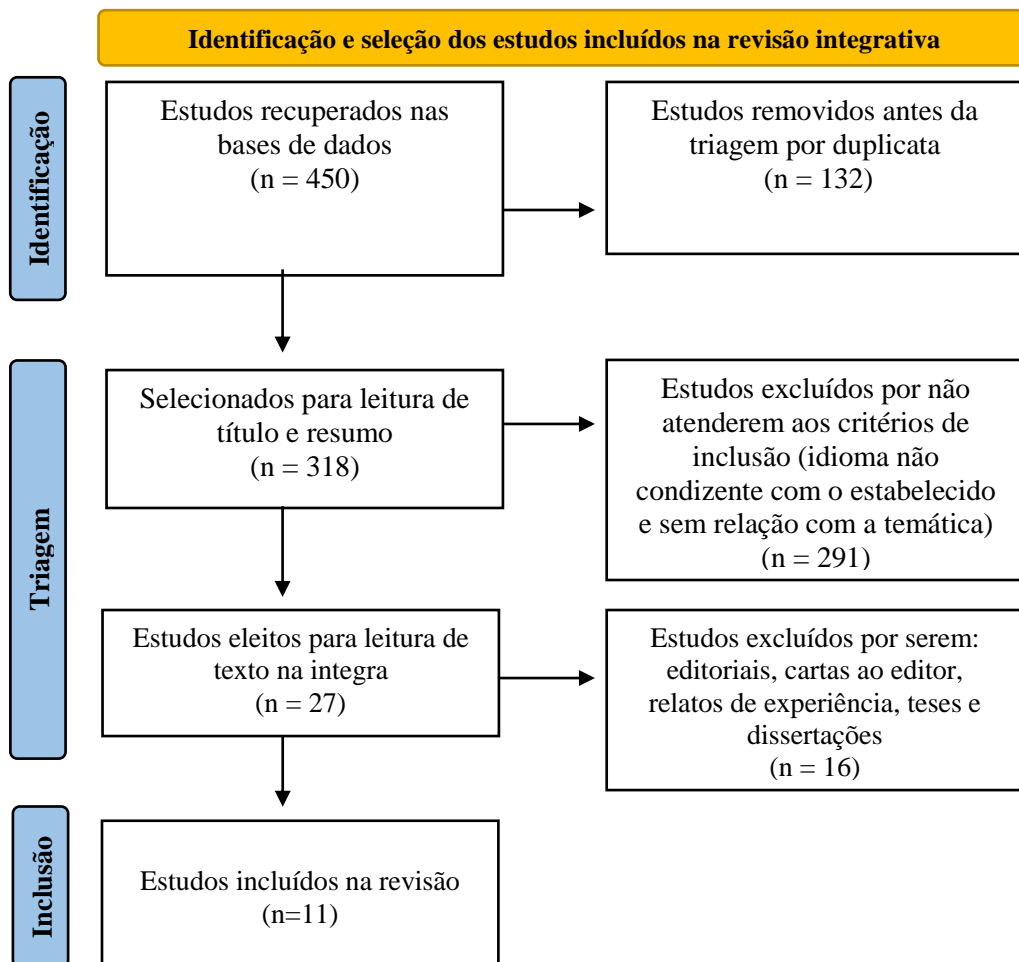 Identificação e seleção dos estudos incluídos na revisão integrativa
Identificação
Estudos recuperados nas
bases de dados
(n = 450)
Estudos removidos antes da
triagem por duplicata
(n = 132)
Triagem
Selecionados para leitura de
título e resumo
(n = 318)
Estudos excluídos por não
atenderem aos critérios de
inclusão (idioma não
condizente com o estabelecido
e sem relação com a temática)
(n = 291)
Estudos eleitos para leitura de
texto na integra
(n = 27)
Estudos excluídos por serem:
editoriais, cartas ao editor,
relatos de experiência, teses e
dissertações
(n = 16)
Inclusão
Estudos incluídos na revisão
(n=11)